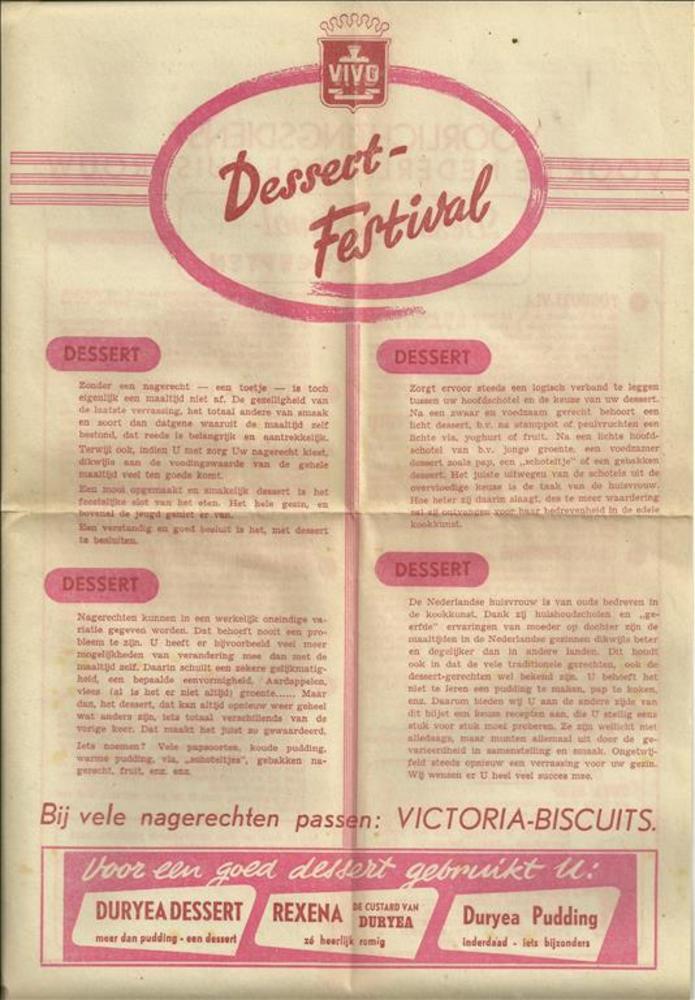 VIVO
Dessert-
Festival
DESSERT
Zonder een nagerecht — een toetje — is toch
eigenlijk een maaltijd niet af. De gezelligheid van
de laatste verrassing, het totaal andere van smaak
en soort dan datgene waaruit de maaltijd zelf
bestond, dat reeds is belangrijk en aantrekkelijk.
Terwijl ook, indien U met zorg Uw nagerecht kiest,
dikwijls aan de voedingswaarde van de gehele
maaltijd veel ten goede komt.
Een mooi opgemaakt en smakelijk dessert is het
feestelijke slot van het eten. Het hele gezin, en
bovenal de jeugd geniet er van.
Een verstandig en goed besluit is het, met dessert
te besluiten.
DESSERT
Nagerechten kunnen in een werkelijk oneindige va-
riatie gegeven worden. Dat behoeft nooit een pro-
bleem te zijn. U heeft er bijvoorbeeld veel meer
mogelijkheden van verandering mee dan met de
maaltijd zelf. Daarin schuilt een zekere gelijkmatig-
heid, een bepaalde eenvormigheid. Aardappelen,
vlees (al is het er niet altijd) groente...... Maar
dan, het dessert, dat kan altijd opnieuw weer geheel
wat anders zijn, iets totaal verschillends van de
vorige keer. Dat maakt het juist zo gewaardeerd.
Iets noemen? Vele papsoorten, koude pudding,
warme pudding, vla, „schoteltjes", gebakken na-
gerecht, fruit, enz. enz.
DESSERT
Zorgt ervoor steeds een logisch verband te leggen
tussen uw hoofdschotel en de keuze van uw dessert.
Na een zwaar en voedzaam gerecht behoort een
licht dessert, b.v. na stamppot of peulvruchten een
lichte vla, yoghurt of fruit. Na een lichte hoofd-
schotel van b.v. jonge groente, een voedzamer
dessert zoals pap, een „schoteltje" of een gebakken
dessert. Het juiste uitwegen van de schotels uit de
overvloedige keuze is de taak van de huisvrouw.
Hoe beter zij daarin slaagt, des te meer waardering
zal zij ontvangen voor haar bedrevenheid in de edele
kookkunst.
DESSERT
De Nederlandse huisvrouw is van ouds bedreven in
de kookkunst. Dank zij huishoudscholen en „ge-
erfde" ervaringen van moeder op dochter zijn de
maaltijden in de Nederlandse gezinnen dikwijls beter
en degelijker dan in andere landen. Dit houdt
ook in dat de vele traditionele gerechten, ook de
dessert-gerechten wel bekend zijn. U behoeft het
niet te leren een pudding te maken, pap te koken,
enz. Daarom bieden wij U aan de andere zijde van
dit biljet een keuze recepten aan, die U stellig eens
stuk voor stuk moet proberen. Ze zijn wellicht niet
alledaags, maar munten allemaal uit door de ge-
varieerdheid in samenstelling en smaak. Ongetwij-
feld steeds opnieuw een verrassing voor uw gezin.
Wij wensen er U heel veel succes mee.
Bij vele nagerechten passen: VICTORIA-BISCUITS.
Voor een goed dessert gebruikt U:
DURYEA DESSERT
meer dan pudding - een dessert
REXENA DE CUSTARD VAN DURYEA
zó heerlijk romig
Duryea Pudding
inderdaad - iets bijzonders